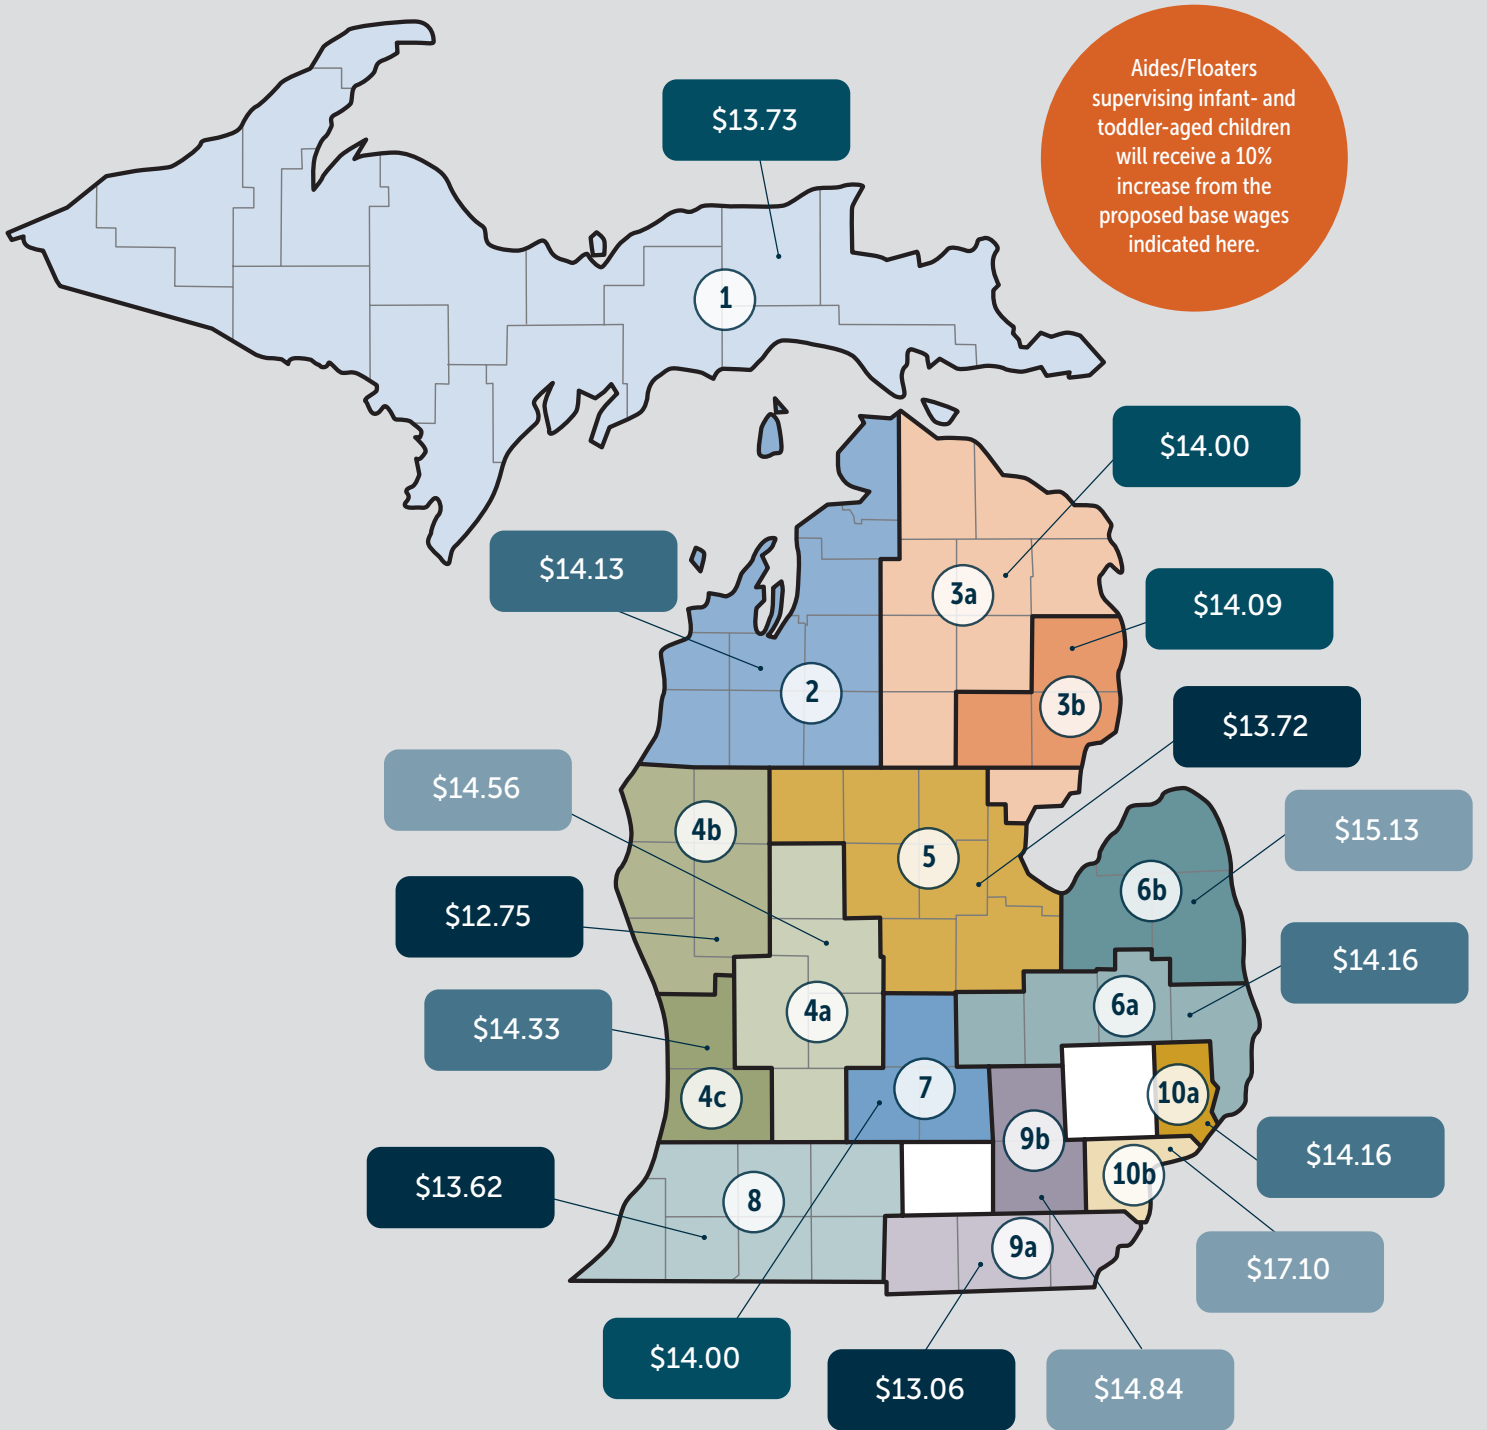 Aides/Floaters
supervising infant- and
toddler-aged children
will receive a 10%
increase from the
proposed base wages
indicated here.
$13.73
1
$14.00
$14.13
3a
$14.09
2
3b
$13.72
$14.56
4b
5
$15.13
6b
$12.75
$14.16
4a
6a
$14.33
4c
7
10a
9b
$14.16
10b
$13.62
8
9a
$17.10
$14.00
$13.06
$14.84